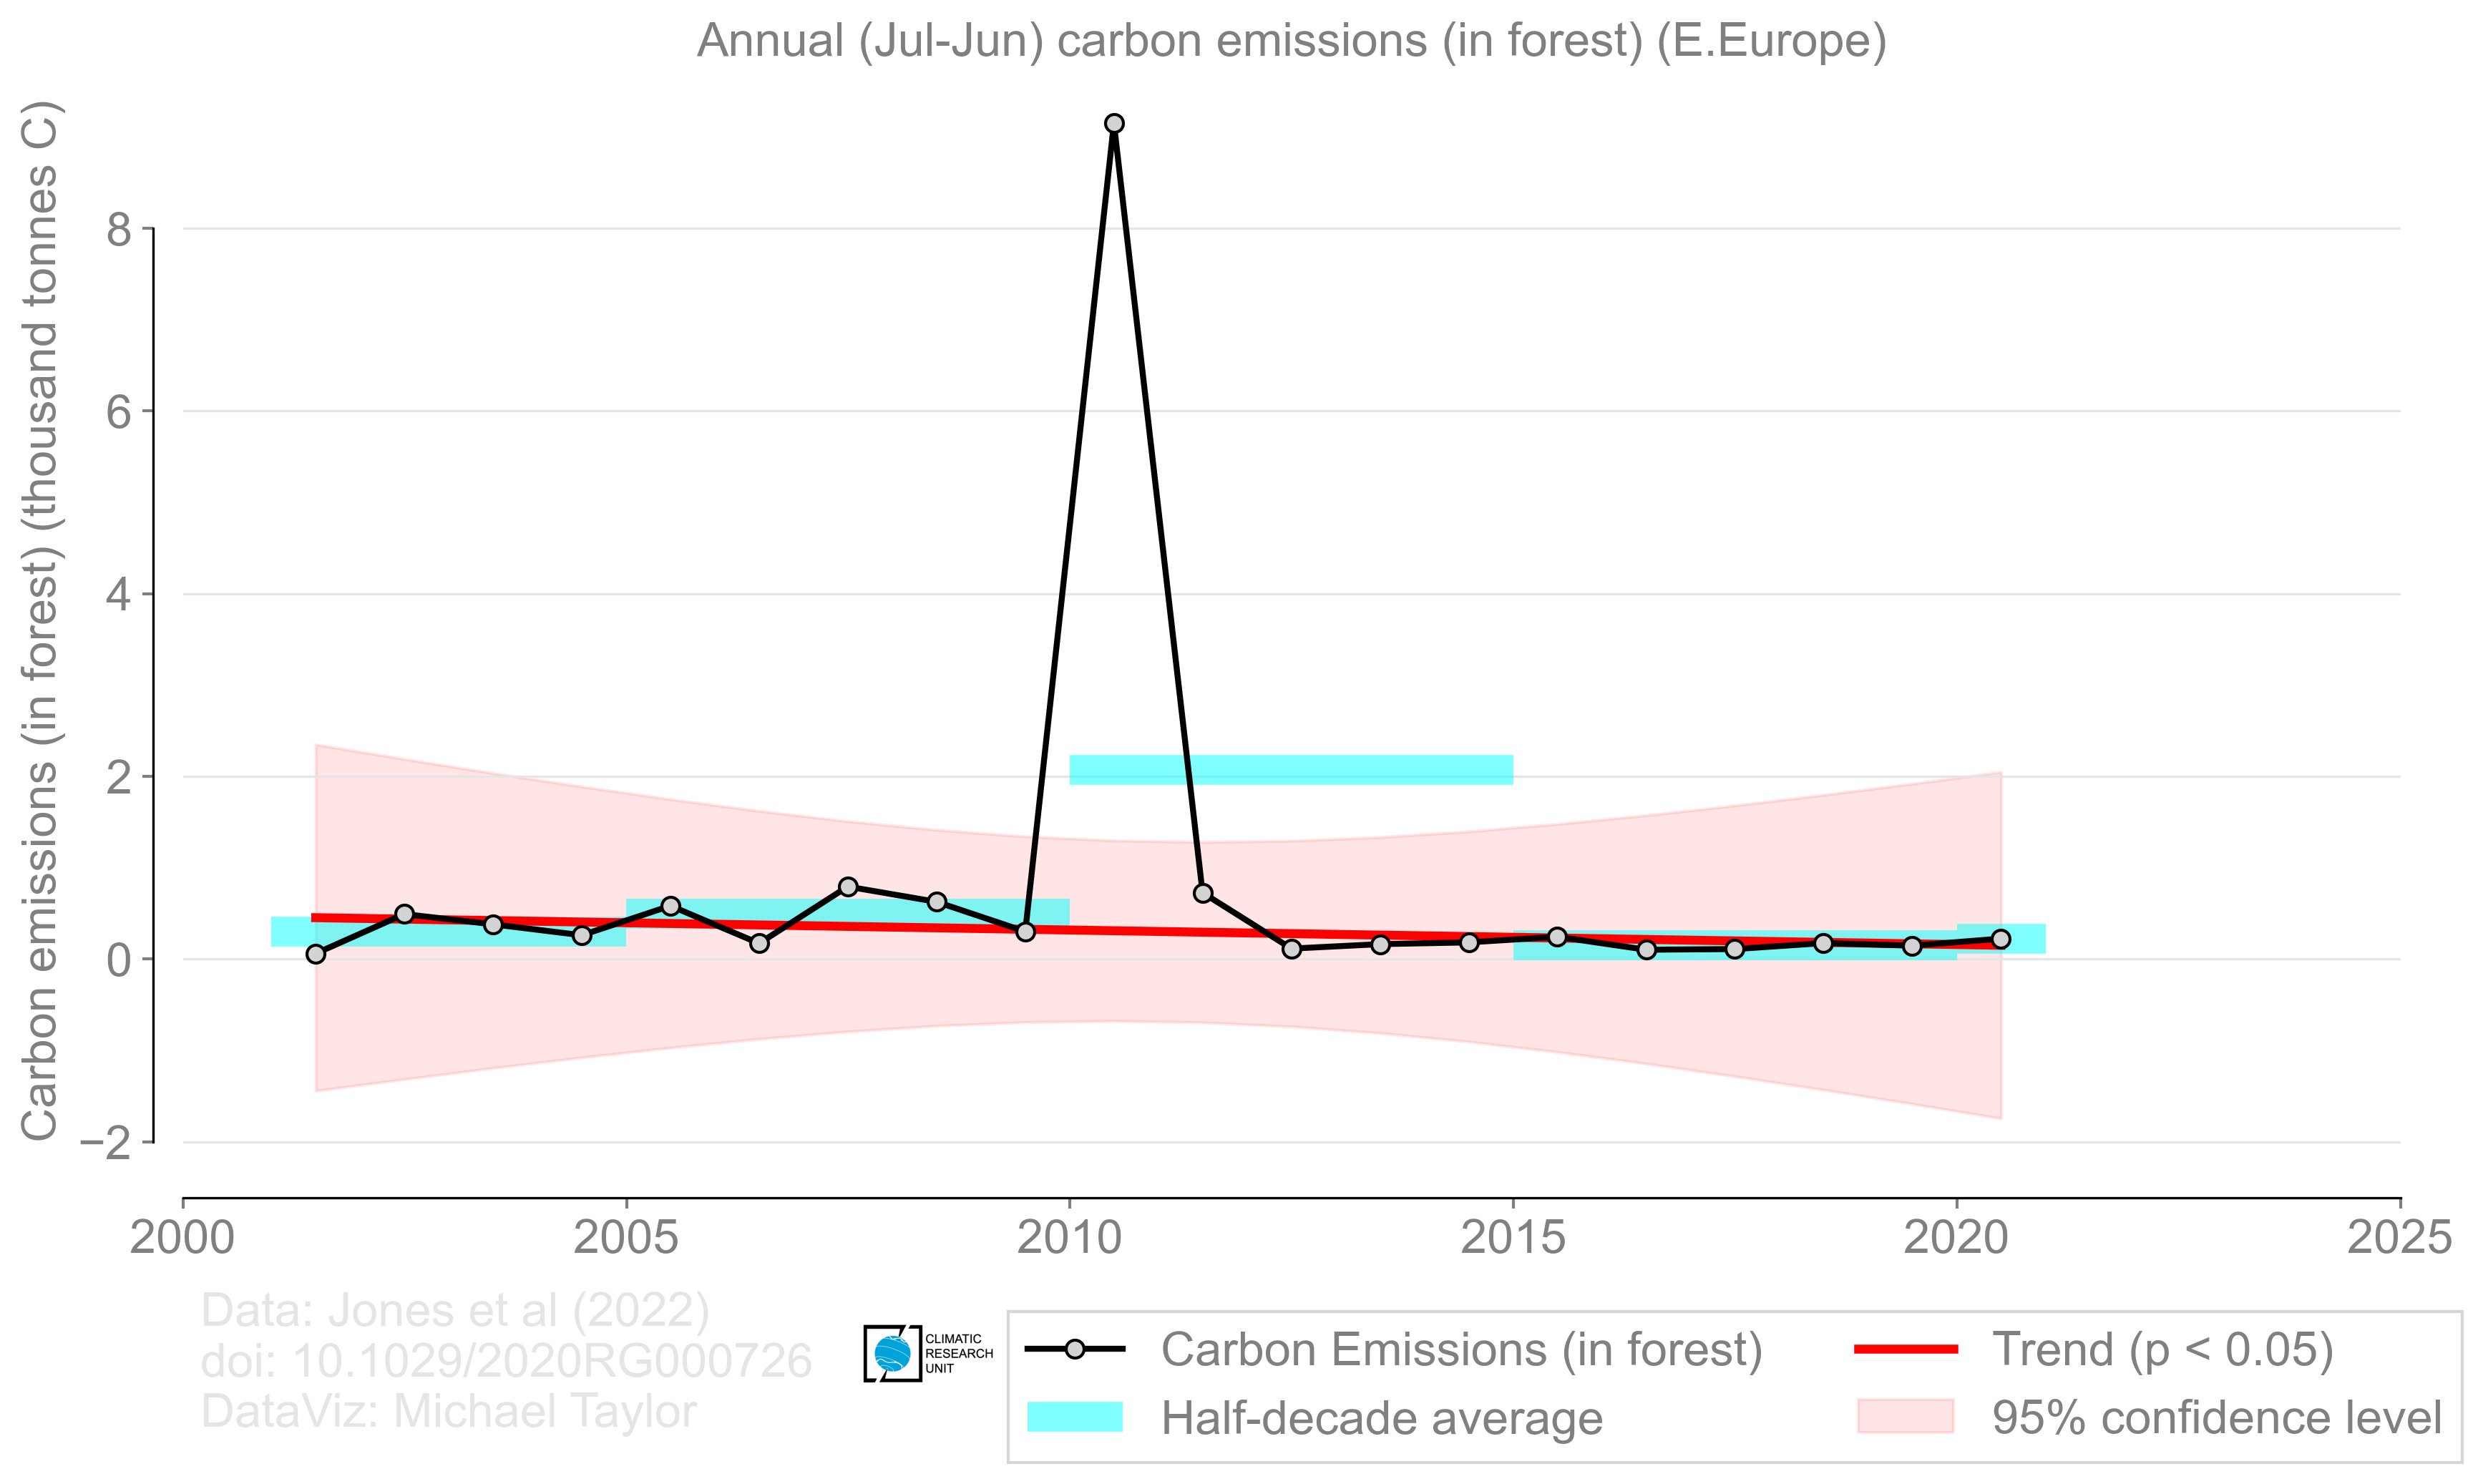 Annual (Jul-Jun) carbon emissions (in forest) (E.Europe)
Carbon emissions (in forest) (thousand tonnes C)
8
6
4
2
0
−2
2000
2005
2010
2015
2020
2025
Data: Jones et al (2022)
doi: 10.1029/2020RG000726
DataViz: Michael Taylor
CLIMATIC
RESEARCH
UNIT
Carbon Emissions (in forest)
Half-decade average
Trend (p < 0.05)
95% confidence level